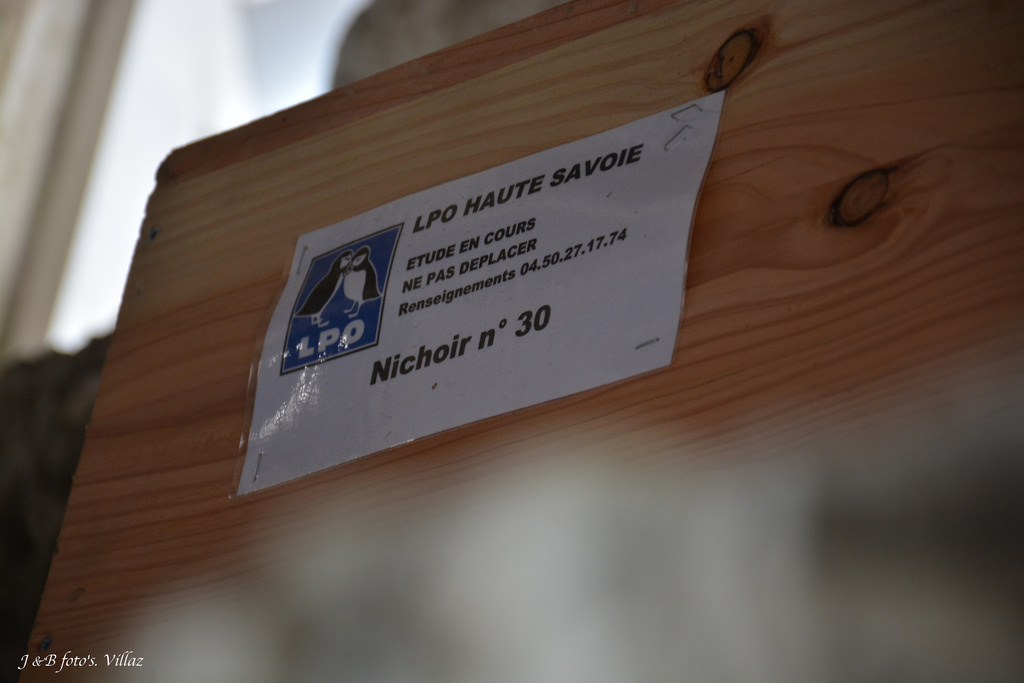 LPO HAUTE SAVOIE
ETUDE EN COURS
NE PAS DEPLACER
Renseignements 04.50.27.17.74
LPO
Nichoir n° 30
J & B foto's. Villaz